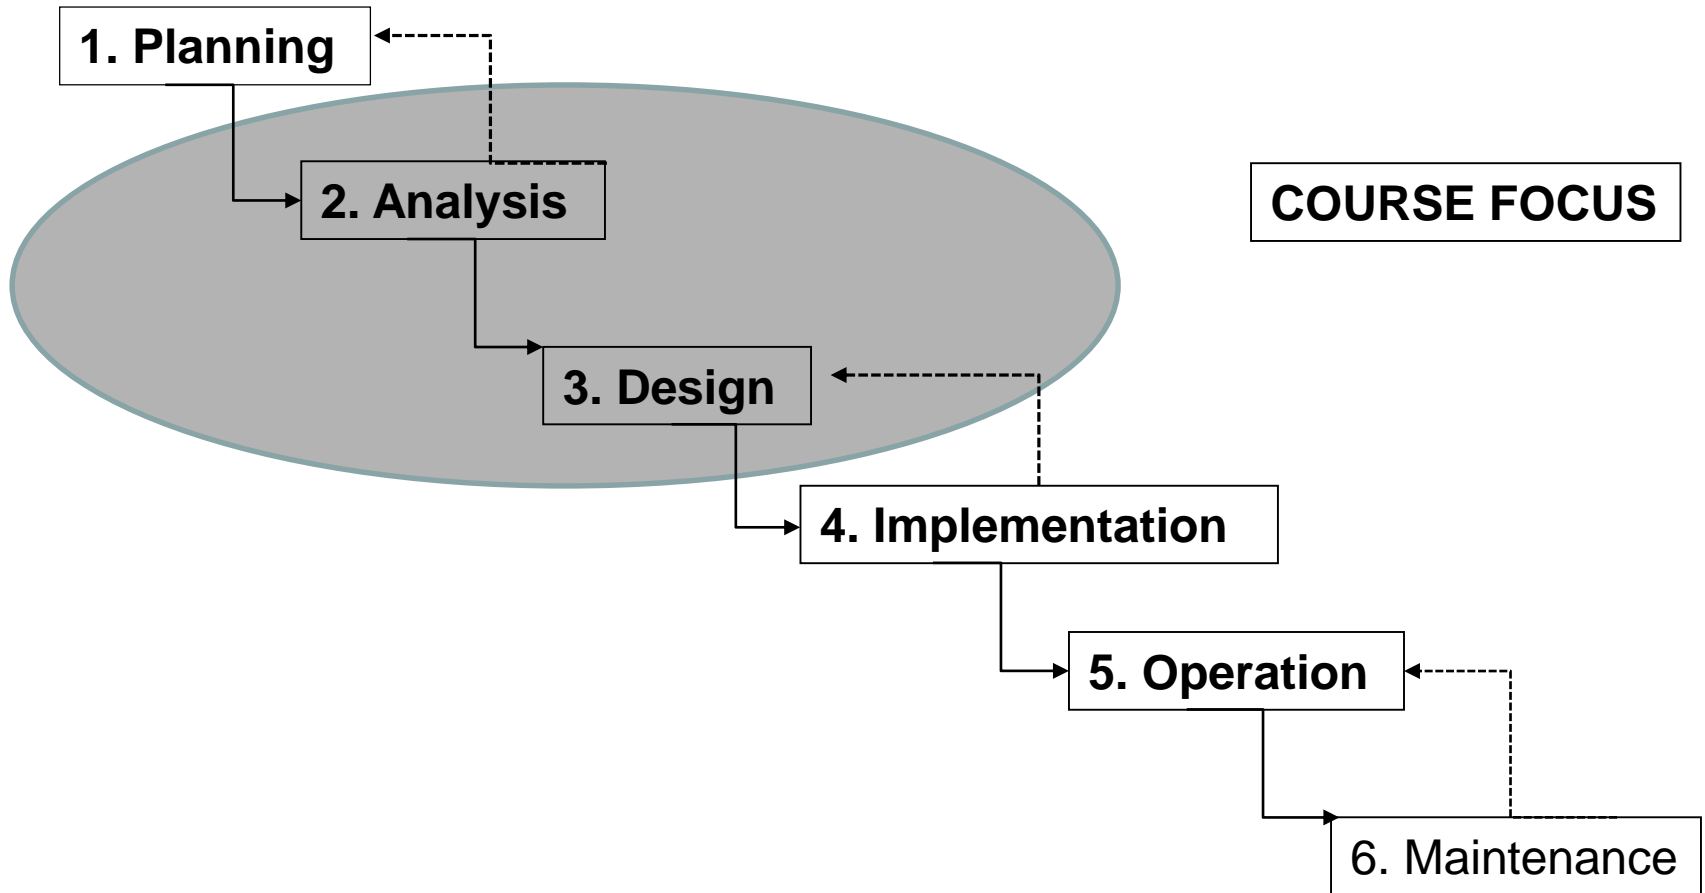 1. Planning
2. Analysis
COURSE FOCUS
3. Design
4. Implementation
5. Operation
6. Maintenance